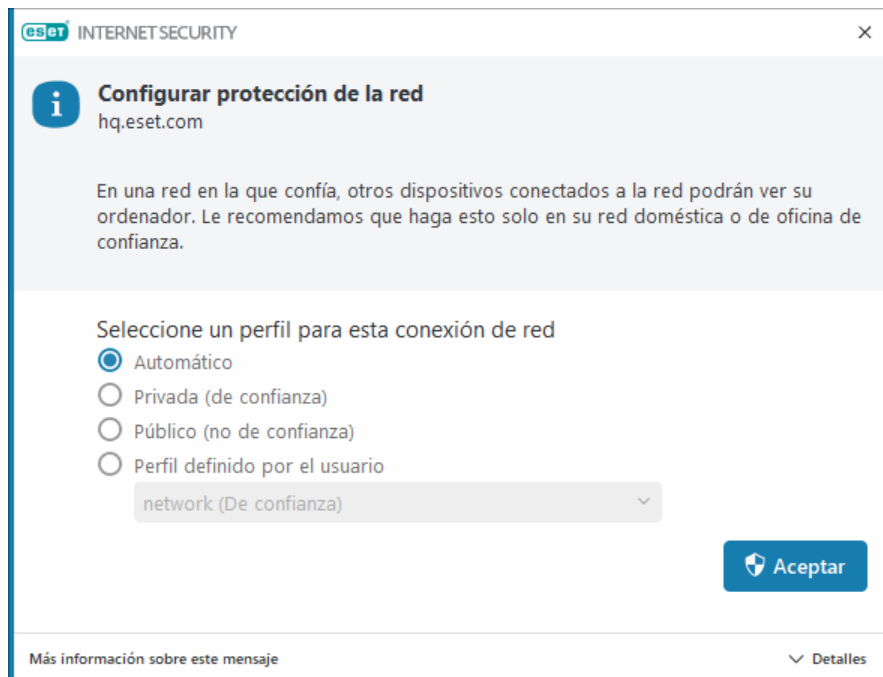 eset INTERNET SECURITY
Configurar protección de la red
hq.eset.com
En una red en la que confía, otros dispositivos conectados a la red podrán ver su
ordenador. Le recomendamos que haga esto solo en su red doméstica o de oficina de
confianza.
Seleccione un perfil para esta conexión de red
Automático
Privada (de confianza)
Público (no de confianza)
Perfil definido por el usuario
network (De confianza)
Aceptar
Más información sobre este mensaje
Detalles